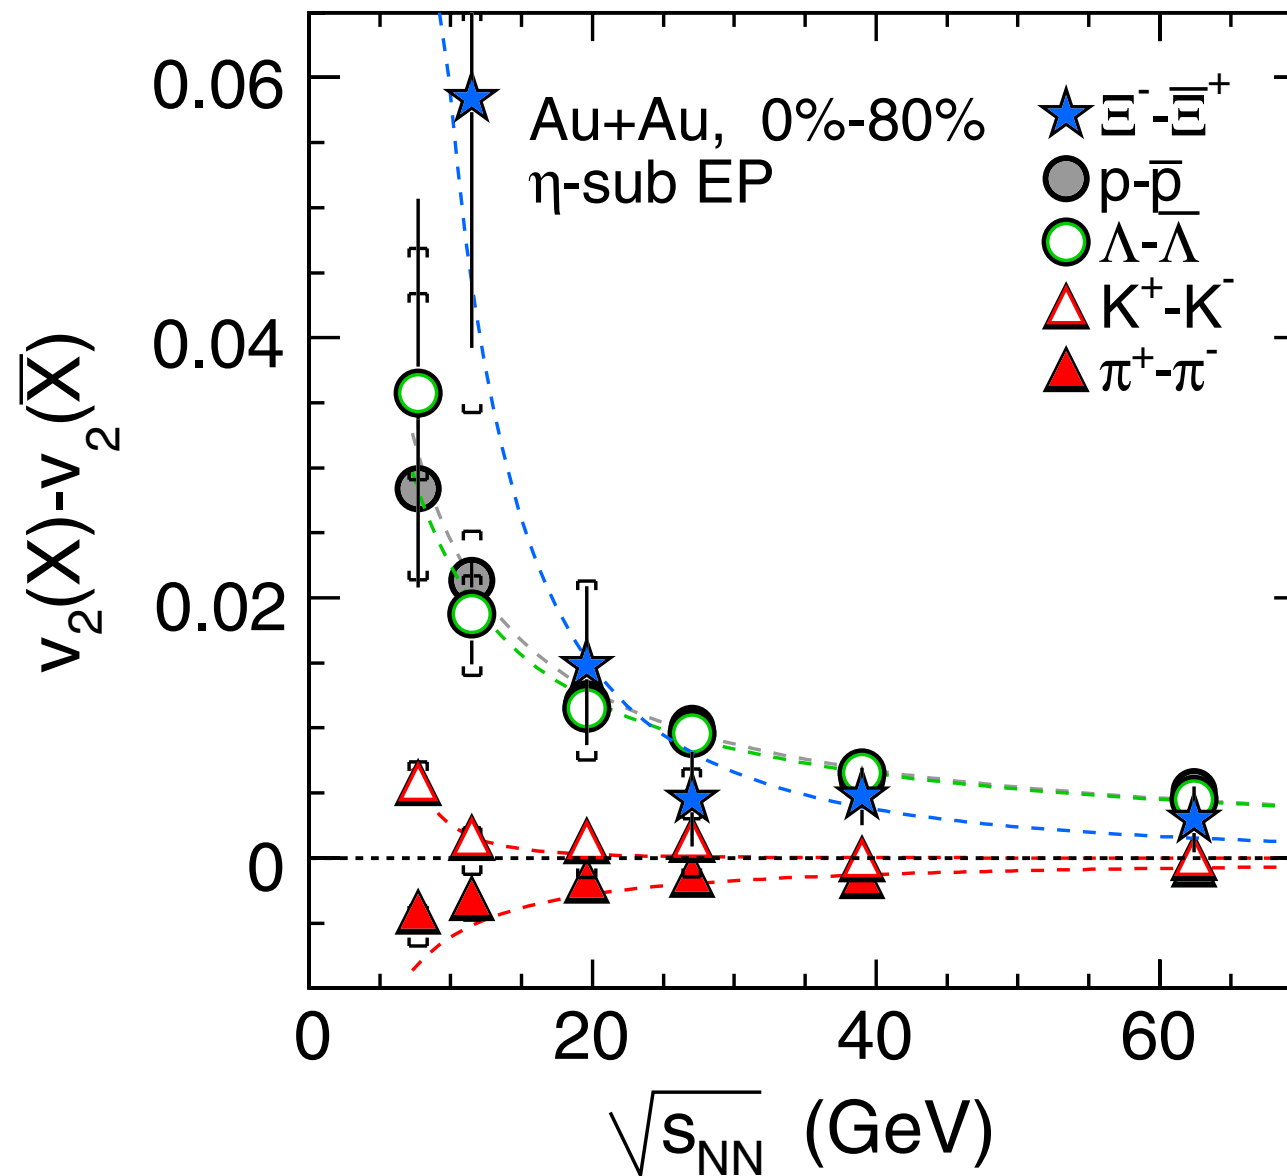 Au+Au, 0%-80%
η-sub EP
Ξ⁻-Ξ̅⁺
p-p̅
Λ-Λ̅
K⁺-K⁻
π⁺-π⁻
v₂(X)-v₂(X̅)
0.06
0.04
0.02
0
0 20 40 60
√sNN (GeV)